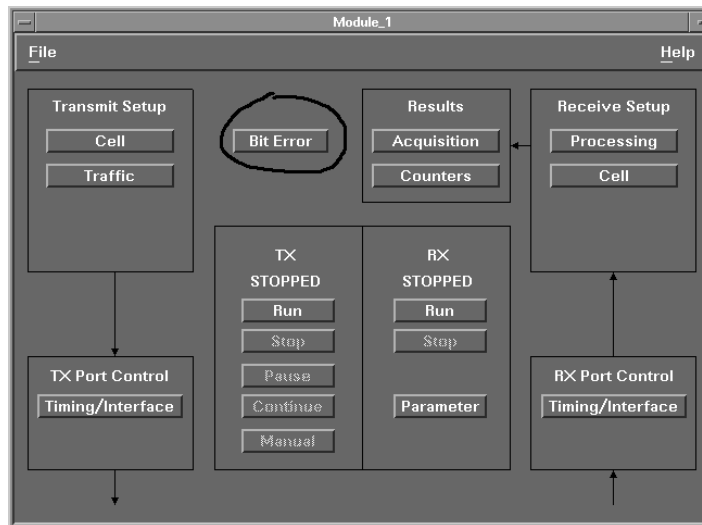 Module_1
File
Help
Transmit Setup
Cell
Traffic
Bit Error
Results
Acquisition
Counters
Receive Setup
Processing
Cell
TX
STOPPED
Run
Stop
Pause
Continue
Manual
RX
STOPPED
Run
Stop
Parameter
TX Port Control
Timing/Interface
RX Port Control
Timing/Interface